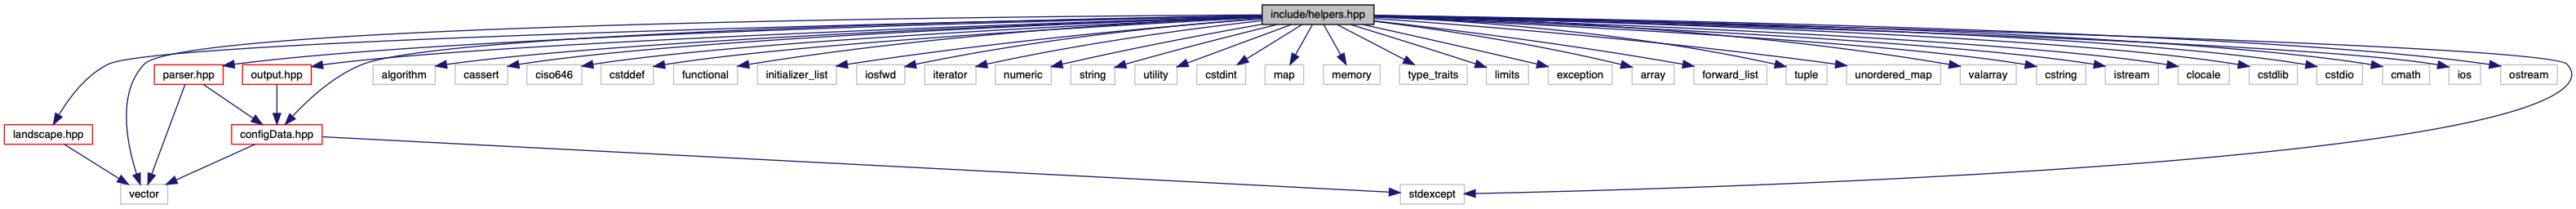 include/helpers.hpp
parser.hpp
output.hpp
algorithm
cassert
ciso646
cstddef
functional
initializer_list
iosfwd
iterator
numeric
string
utility
cstdint
map
memory
type_traits
limits
exception
array
forward_list
tuple
unordered_map
valarray
cstring
istream
clocale
cstdlib
cstdio
cmath
ios
ostream
landscape.hpp
configData.hpp
vector
stdexcept